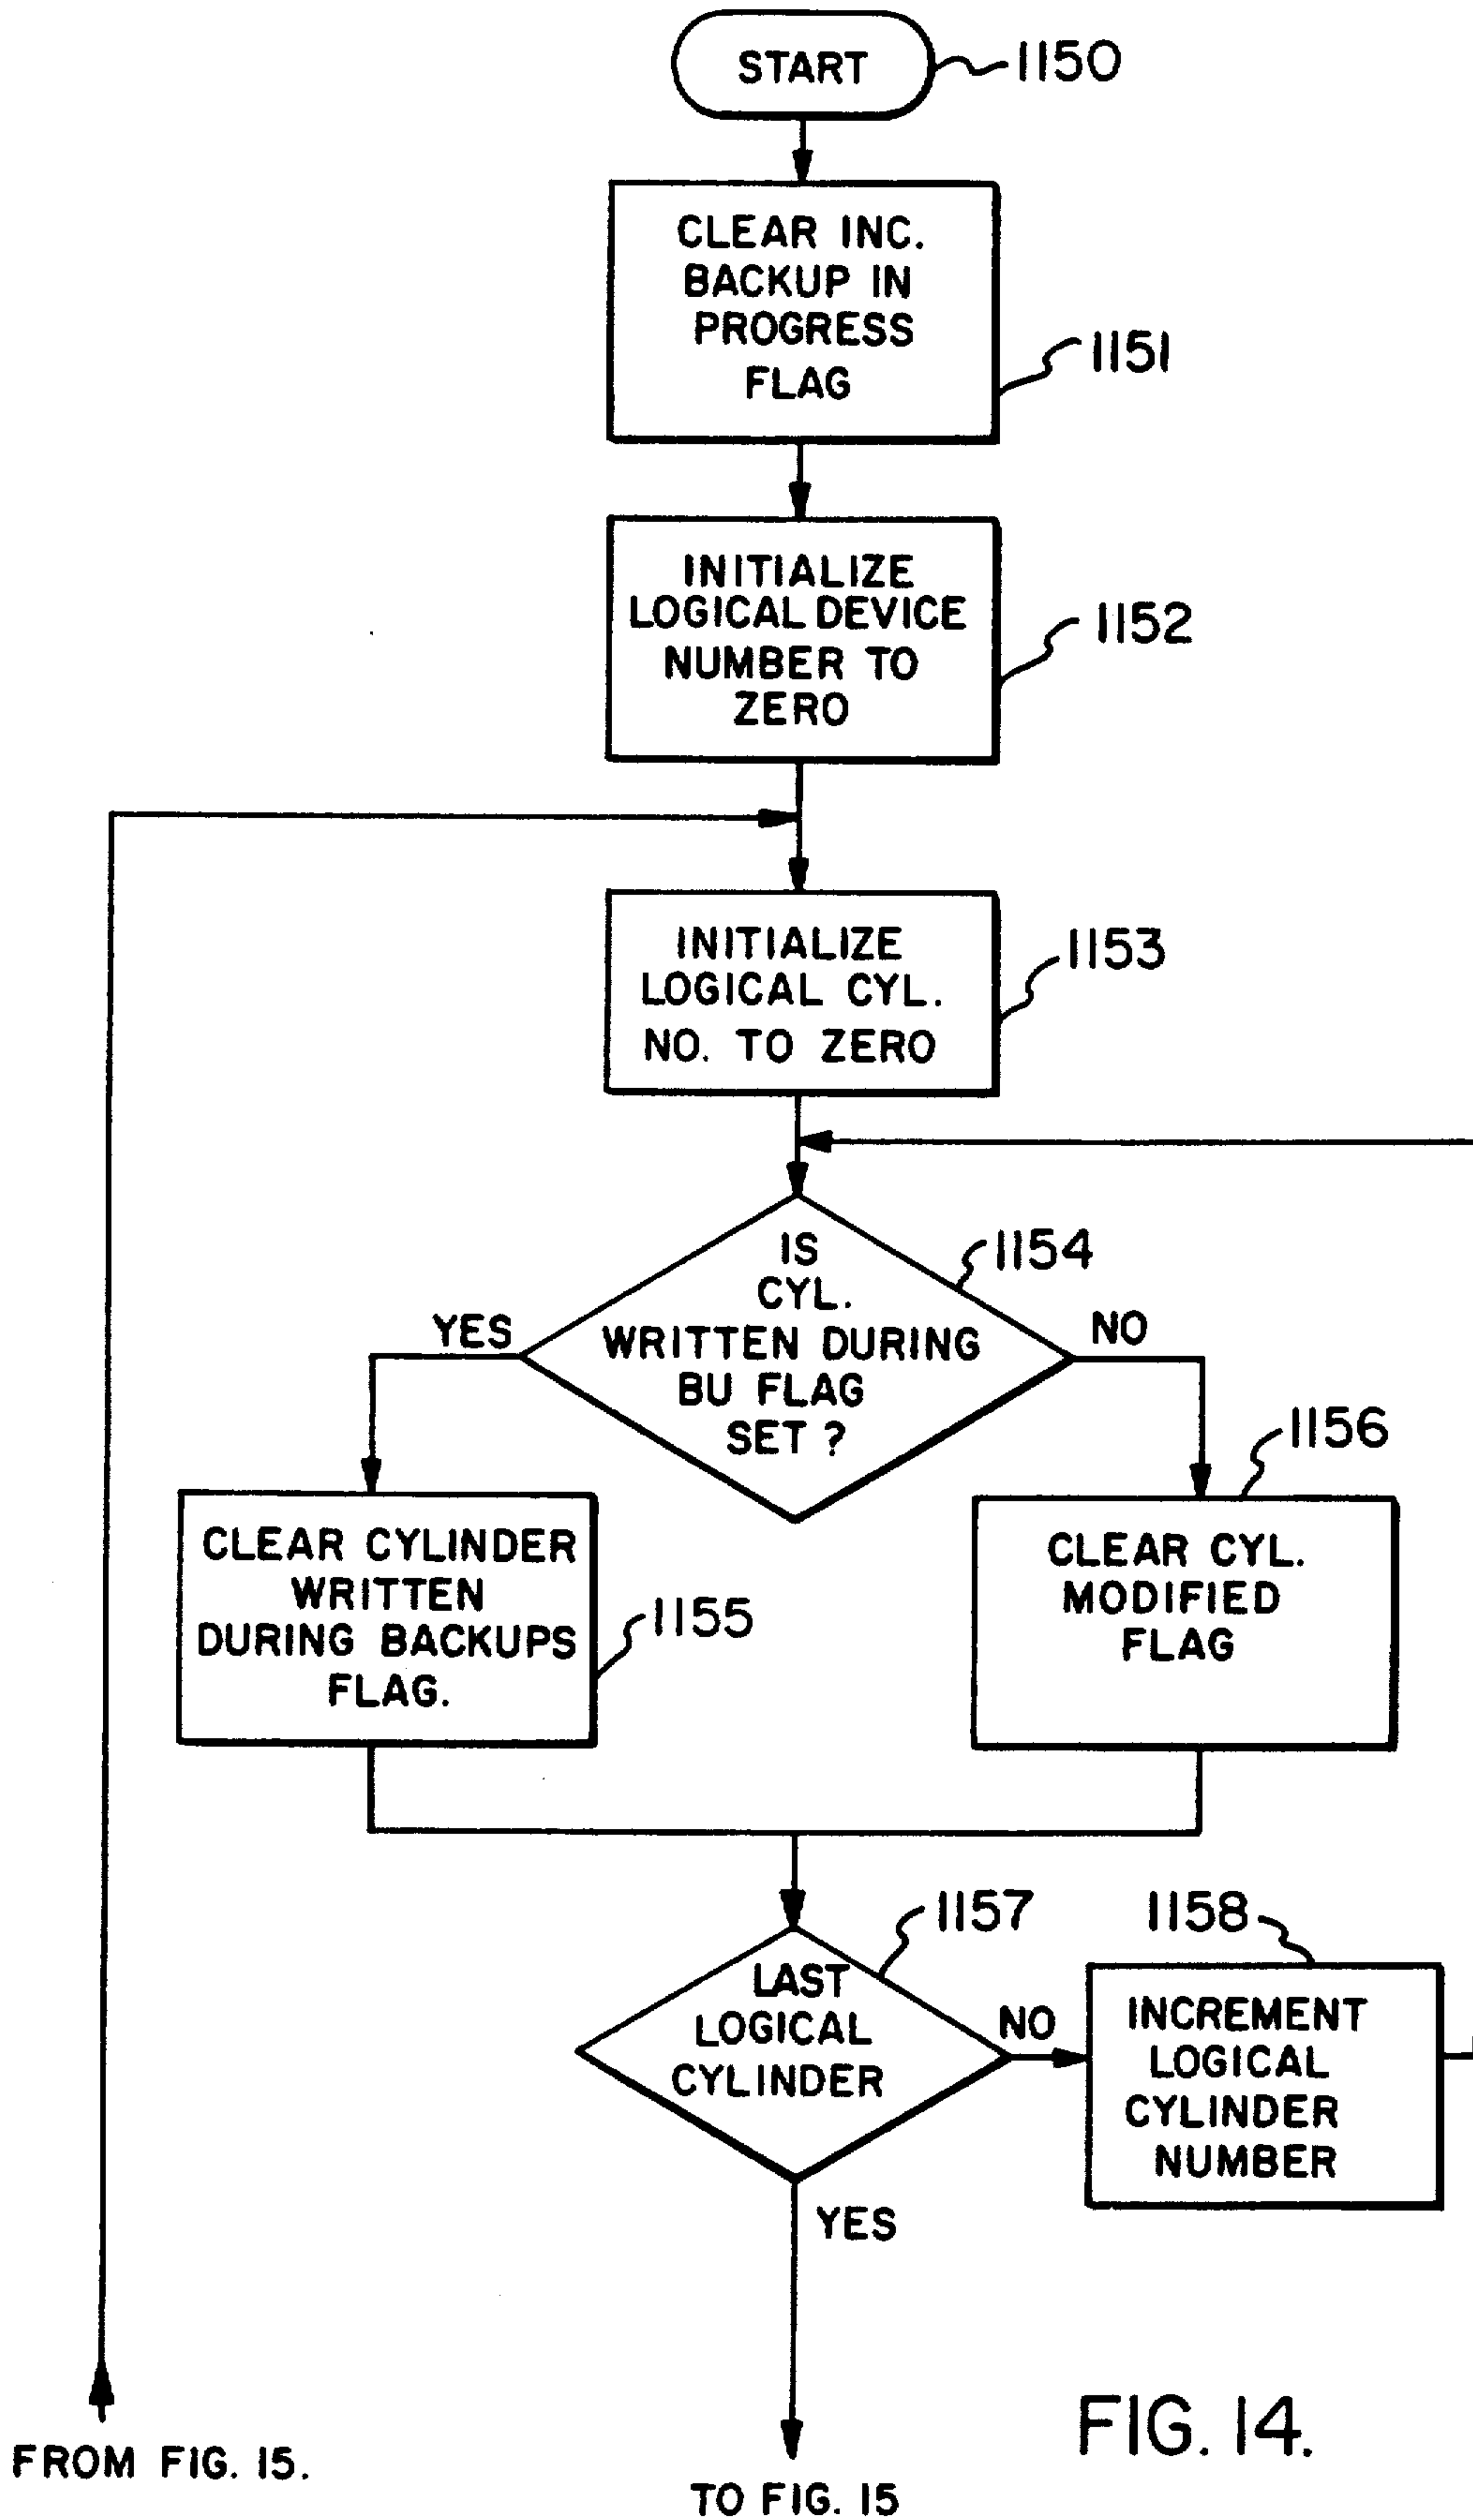 START
1150
CLEAR INC.
BACKUP IN
PROGRESS
FLAG
1151
INITIALIZE
LOGICAL DEVICE
NUMBER TO
ZERO
1152
INITIALIZE
LOGICAL CYL.
NO. TO ZERO
1153
IS
CYL.
WRITTEN DURING
BU FLAG
SET ?
1154
YES
NO
CLEAR CYLINDER
WRITTEN
DURING BACKUPS
FLAG.
1155
1156
CLEAR CYL.
MODIFIED
FLAG
LAST
LOGICAL
CYLINDER
1157
NO
1158
INCREMENT
LOGICAL
CYLINDER
NUMBER
YES
FROM FIG. 15.
TO FIG. 15
FIG. 14.